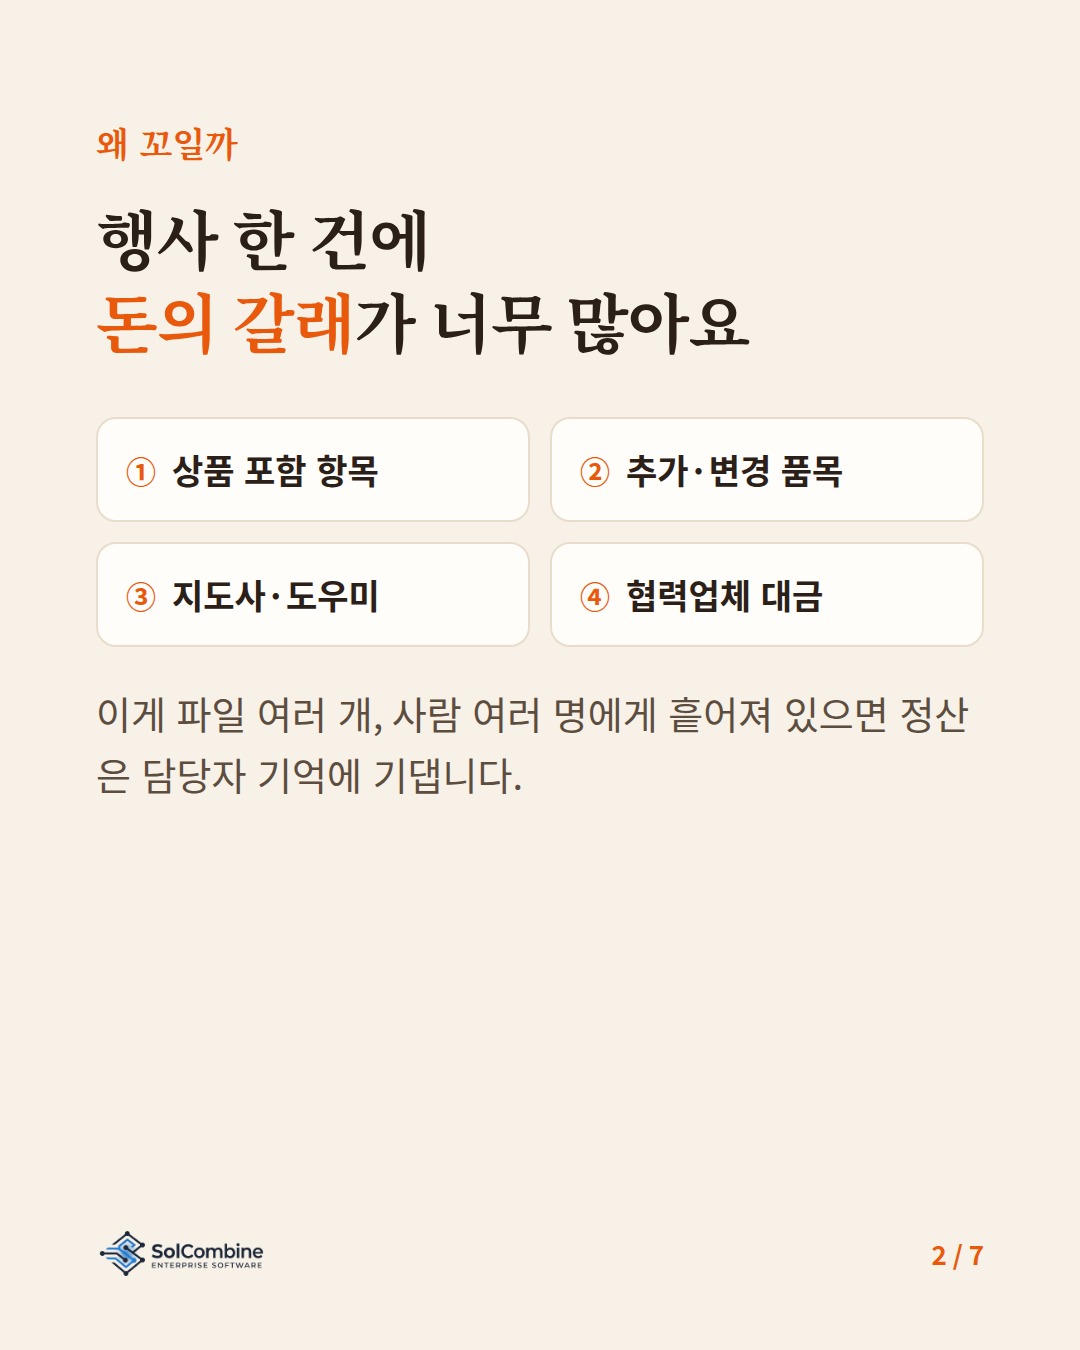 왜 꼬일까
행사 한 건에
돈의 갈래가 너무 많아요
① 상품 포함 항목
② 추가·변경 품목
③ 지도사·도우미
④ 협력업체 대금
이게 파일 여러 개, 사람 여러 명에게 흩어져 있으면 정산
은 담당자 기억에 기댑니다.
SolCombine
ENTERPRISE SOFTWARE
2 / 7